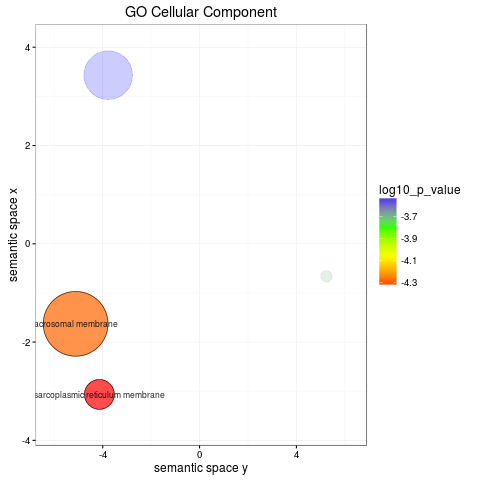 GO Cellular Component
4
2
0
-2
-4
semantic space x
acrosomal membrane
sarcoplasmic reticulum membrane
-4
0
4
semantic space y
log10_p_value
-3.7
-3.9
-4.1
-4.3